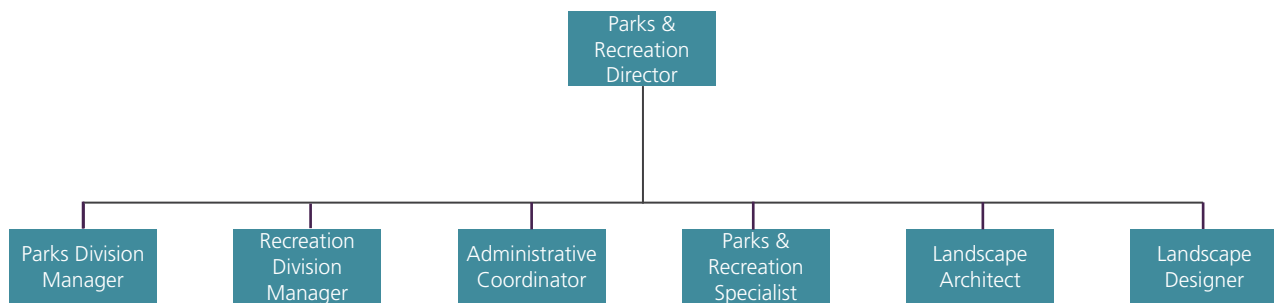 Parks &
Recreation
Director
Parks Division
Manager
Recreation
Division
Manager
Administrative
Coordinator
Parks &
Recreation
Specialist
Landscape
Architect
Landscape
Designer